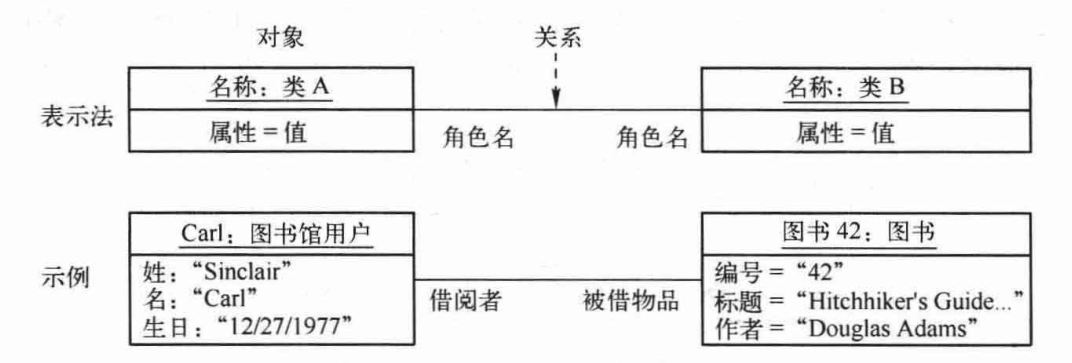 对象
关系
名称：类 A
名称：类 B
表示法
属性 = 值
角色名
角色名
属性 = 值
Carl：图书馆用户
图书 42：图书
示例
姓：“Sinclair”
名：“Carl”
生日：“12/27/1977”
借阅者
被借物品
编号 = “42”
标题 = “Hitchhiker's Guide...”
作者 = “Douglas Adams”